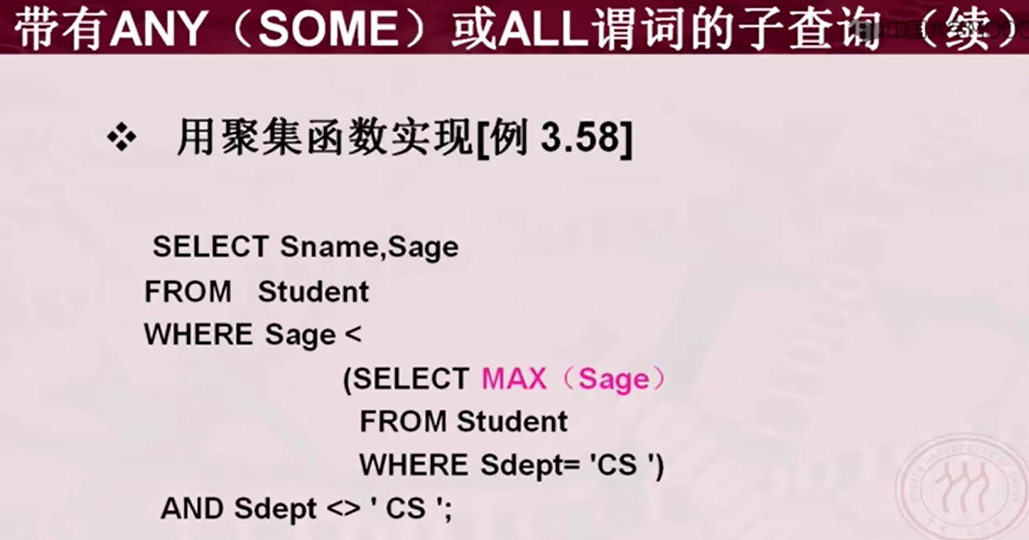 带有ANY（SOME）或ALL谓词的子查询（续）
❖ 用聚集函数实现[例 3.58]
SELECT Sname,Sage
FROM Student
WHERE Sage <
(SELECT MAX（Sage）
FROM Student
WHERE Sdept= 'CS ')
AND Sdept <> ' CS ';